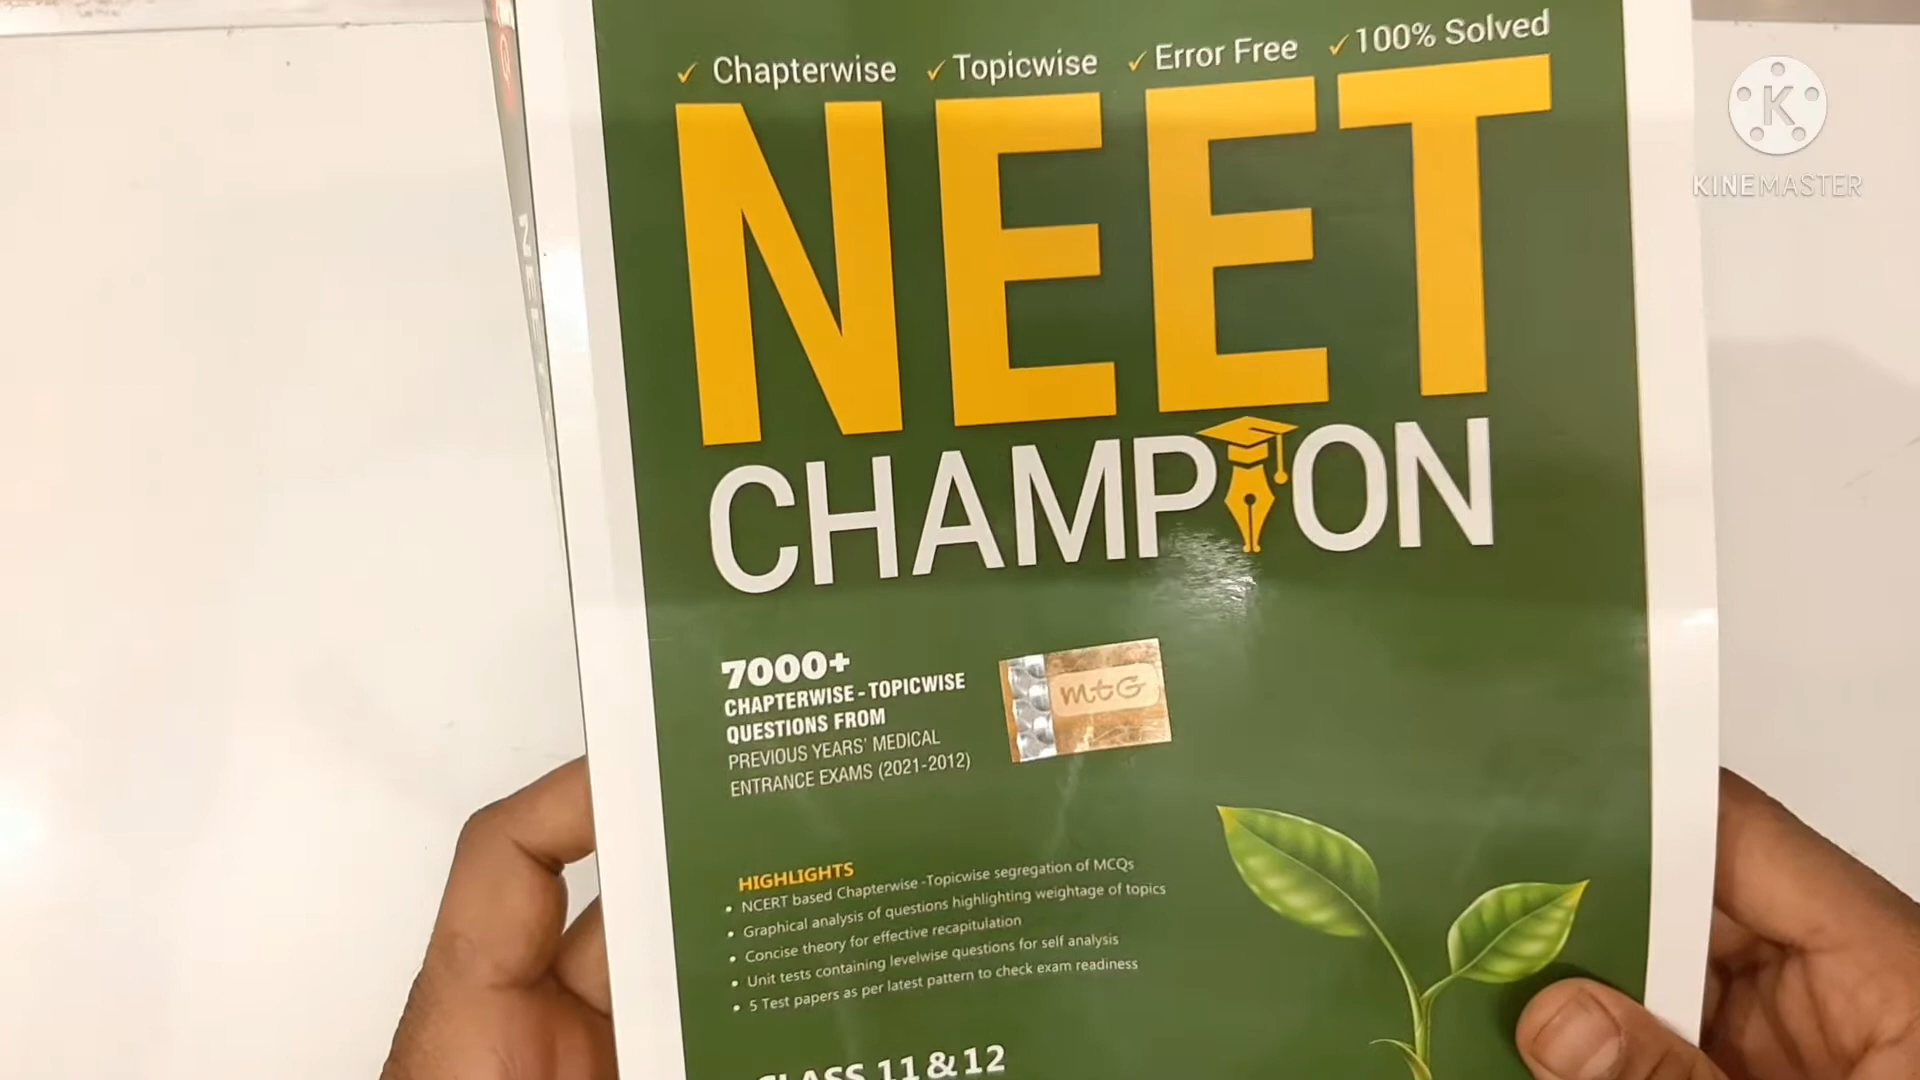 ✓ Chapterwise ✓ Topicwise ✓ Error Free ✓ 100% Solved
NEET
CHAMPION
7000+
CHAPTERWISE - TOPICWISE
QUESTIONS FROM
PREVIOUS YEARS' MEDICAL
ENTRANCE EXAMS (2021-2012)
mtG
HIGHLIGHTS
• NCERT based Chapterwise -Topicwise segregation of MCQs
• Graphical analysis of questions highlighting weightage of topics
• Concise theory for effective recapitulation
• Unit tests containing levelwise questions for self analysis
• 5 Test papers as per latest pattern to check exam readiness
CLASS 11 & 12
K
KINEMASTER
NEE